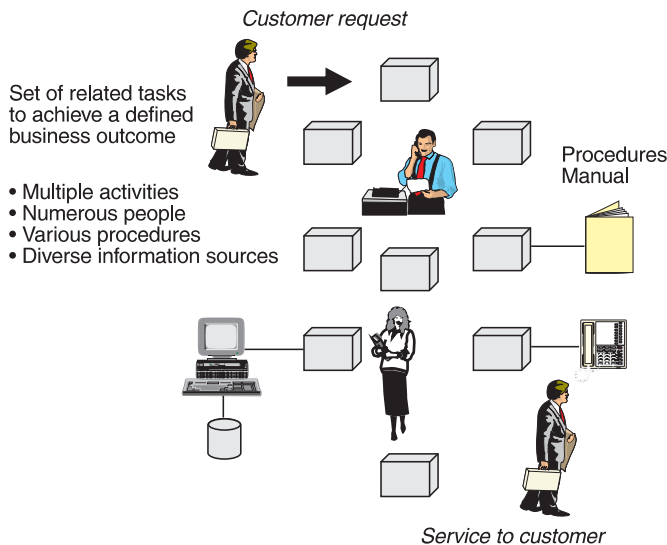 Customer request
Set of related tasks
to achieve a defined
business outcome
• Multiple activities
• Numerous people
• Various procedures
• Diverse information sources
Procedures
Manual
Service to customer